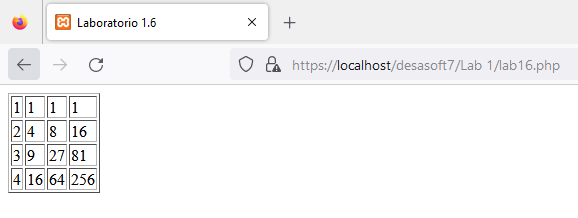 Laboratorio 1.6
https://localhost/desasoft7/Lab 1/lab16.php
1 1 1 1
2 4 8 16
3 9 27 81
4 16 64 256